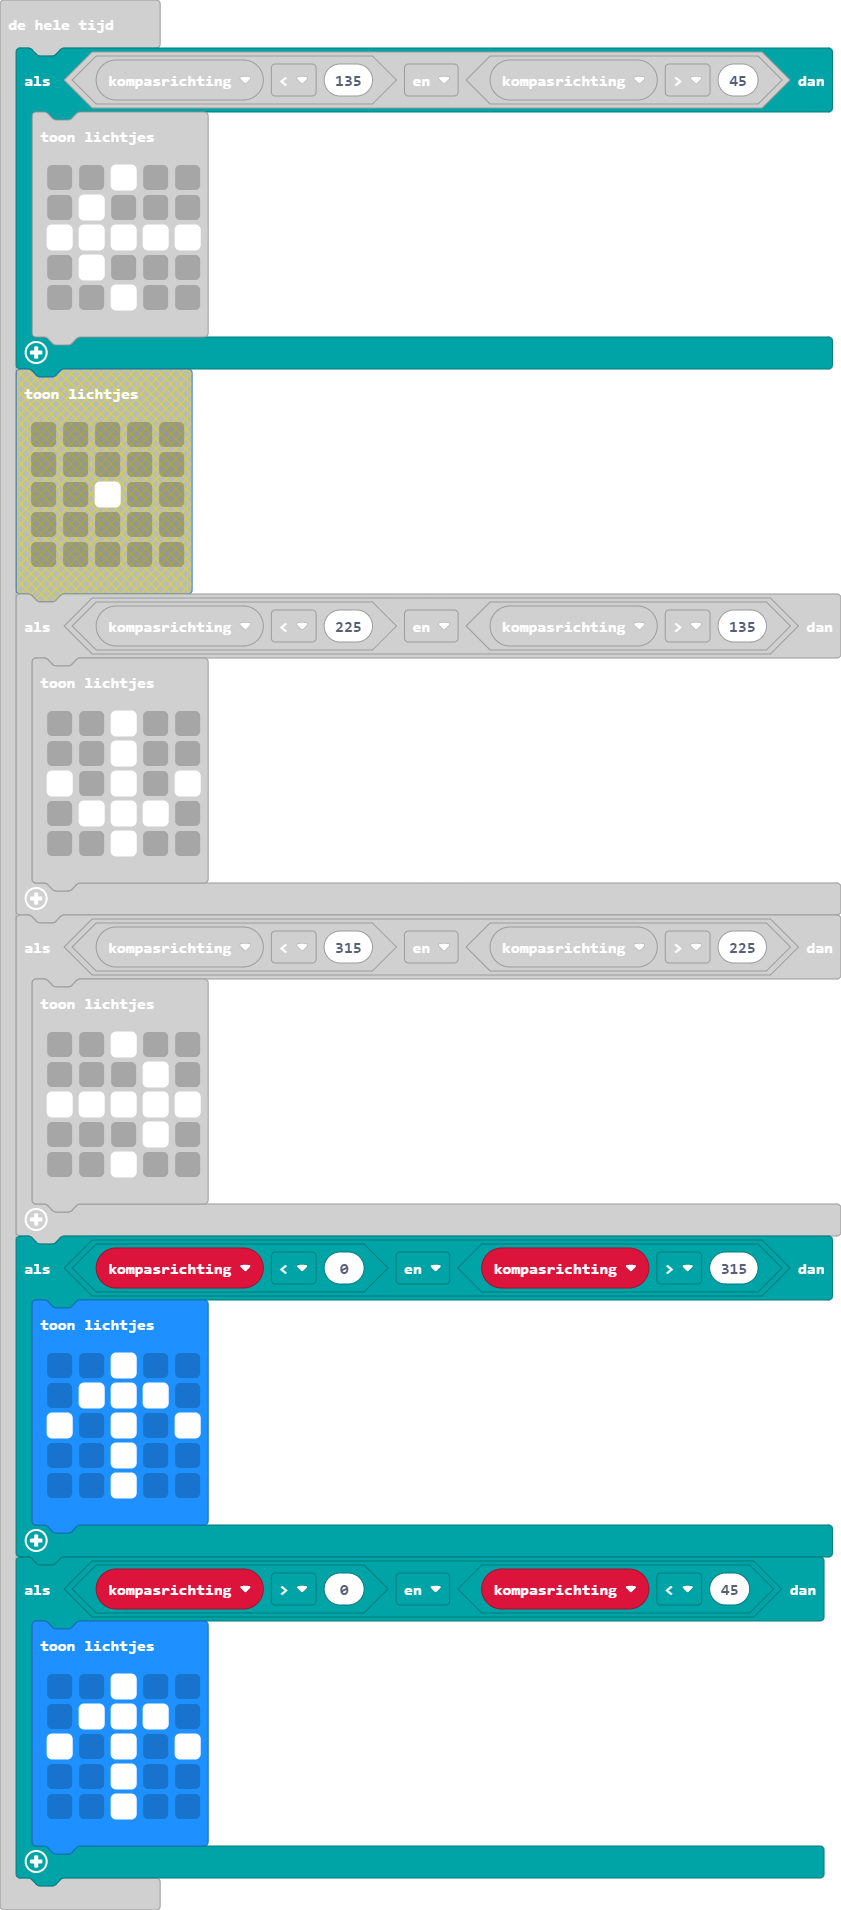 de hele tijd
als kompasrichting < 135 en kompasrichting > 45 dan
toon lichtjes
toon lichtjes
als kompasrichting < 225 en kompasrichting > 135 dan
toon lichtjes
als kompasrichting < 315 en kompasrichting > 225 dan
toon lichtjes
als kompasrichting < 0 en kompasrichting > 315 dan
toon lichtjes
als kompasrichting > 0 en kompasrichting < 45 dan
toon lichtjes